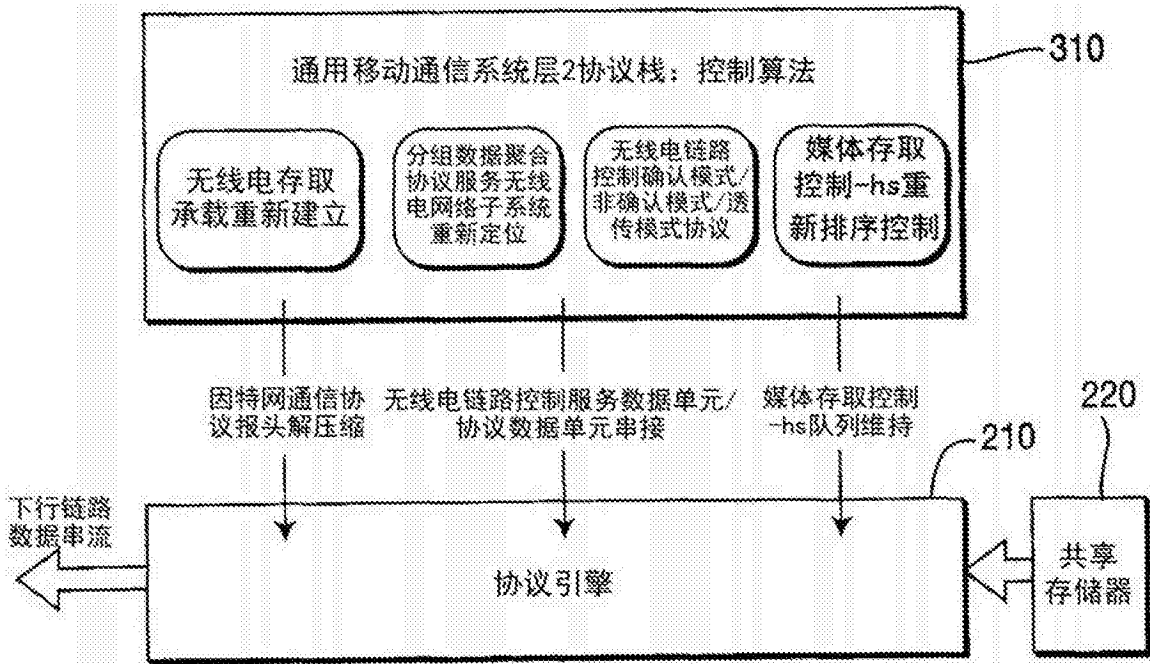 310
通用移动通信系统层2协议栈：控制算法
无线电存取
承载重新建立
分组数据聚合
协议服务无线
电网络子系统
重新定位
无线电链路
控制确认模式/
非确认模式/透
传模式协议
媒体存取
控制-hs重
新排序控制
因特网通信协
议报头解压缩
无线电链路控制服务数据单元/
协议数据单元串接
媒体存取控制
-hs队列维持
220
210
下行链路
数据串流
协议引擎
共享
存储器